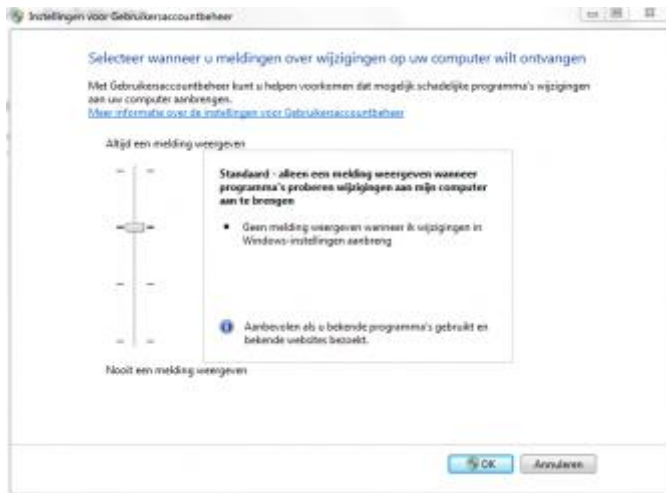 Instellingen voor Gebruikersaccountbeheer
Selecteer wanneer u meldingen over wijzigingen op uw computer wilt ontvangen
Met Gebruikersaccountbeheer kunt u helpen voorkomen dat mogelijk schadelijke programma's wijzigingen
aan uw computer aanbrengen.
Meer informatie over de instellingen voor Gebruikersaccountbeheer
Altijd een melding weergeven
Standaard - alleen een melding weergeven wanneer
programma's proberen wijzigingen aan mijn computer
aan te brengen
Geen melding weergeven wanneer ik wijzigingen in
Windows-instellingen aanbreng
Aanbevolen als u bekende programma's gebruikt en
bekende websites bezoekt.
Nooit een melding weergeven
OK
Annuleren